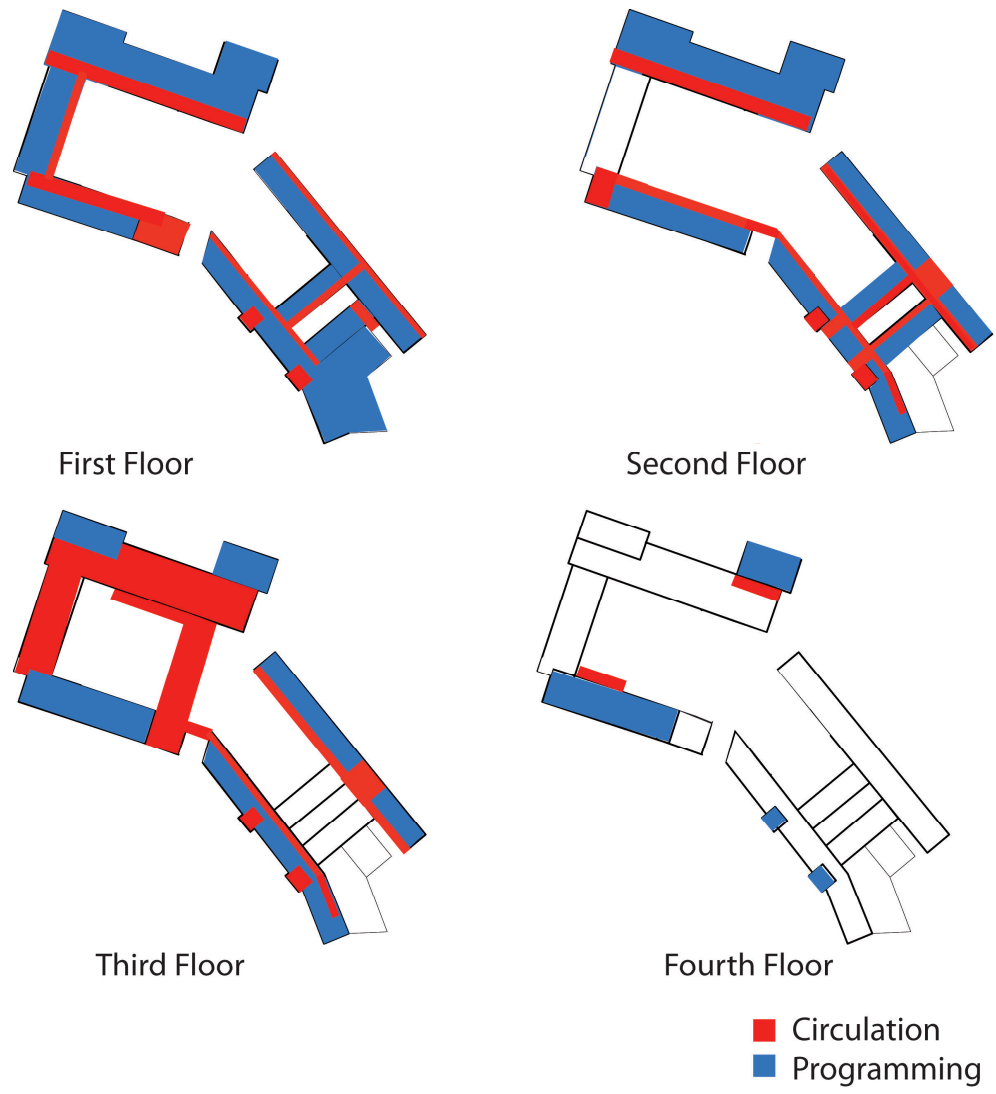 First Floor
Second Floor
Third Floor
Fourth Floor
Circulation
Programming